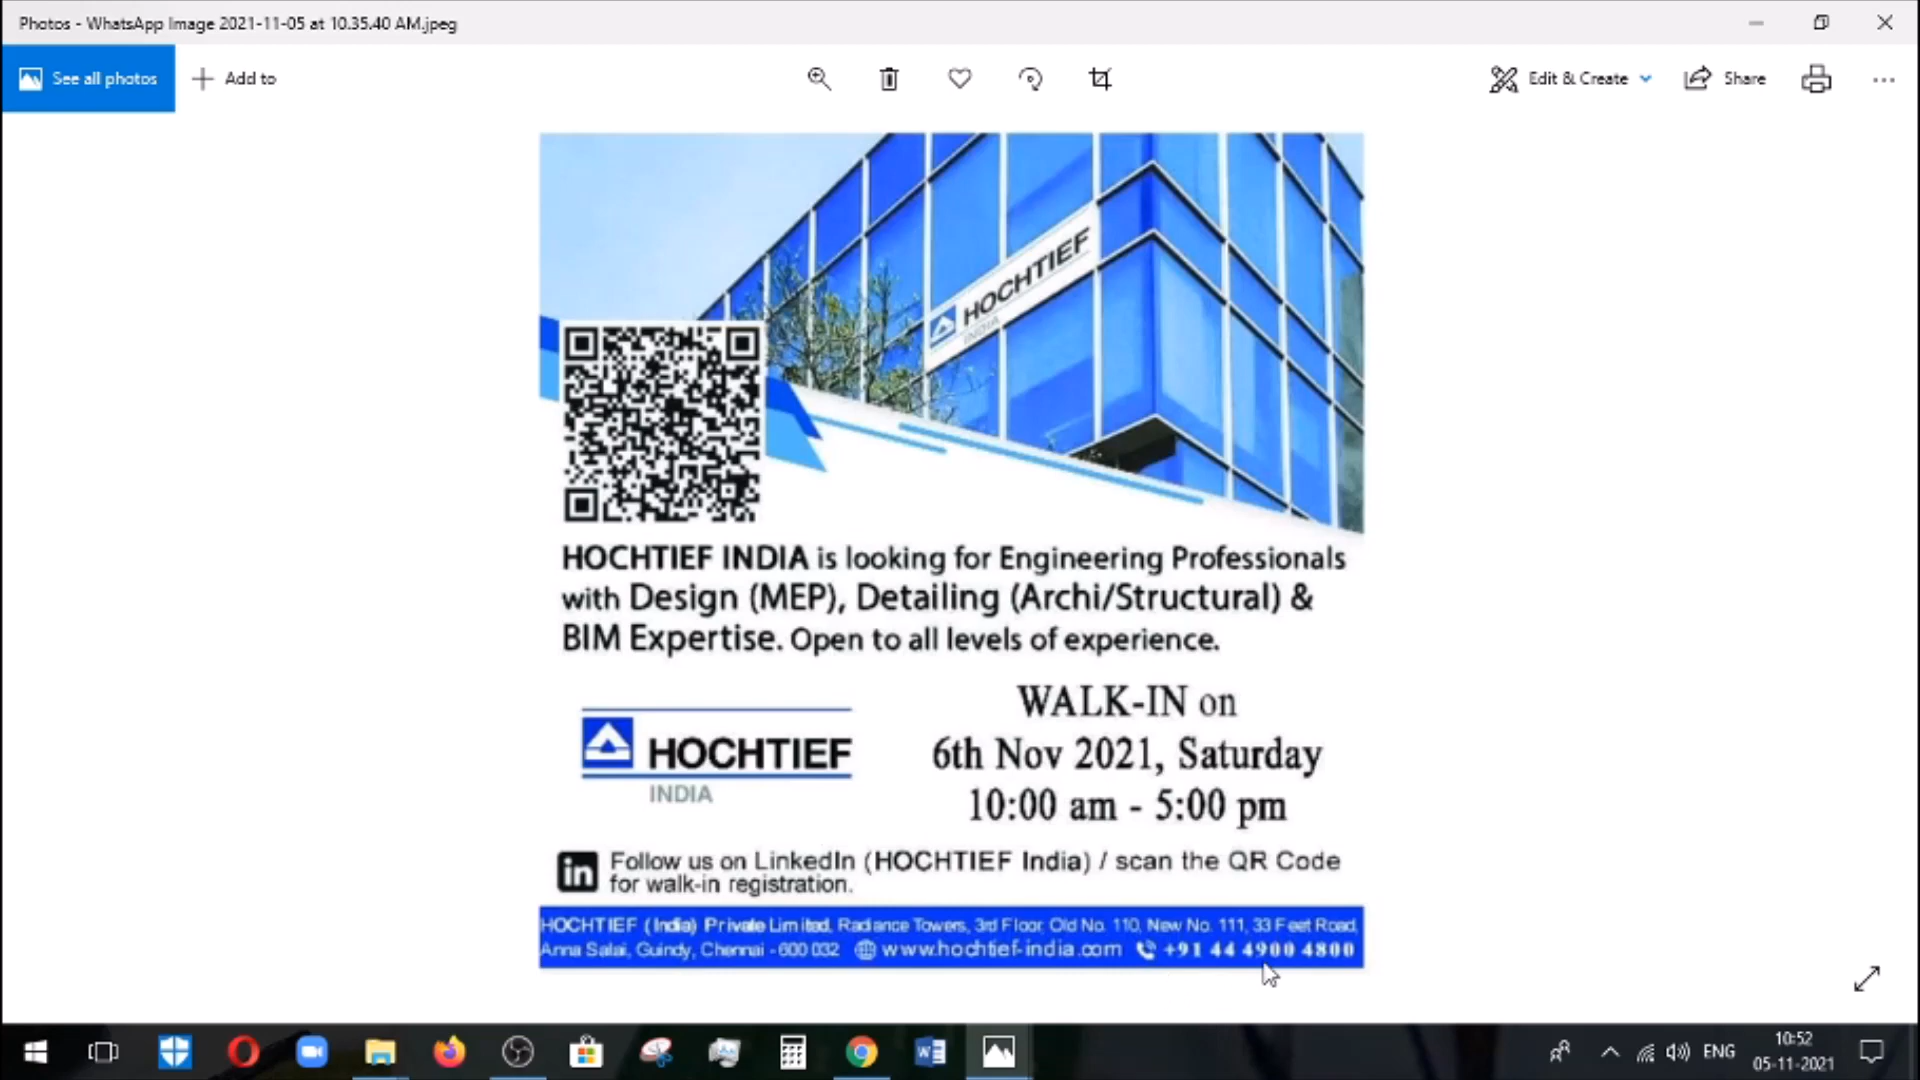 Photos - WhatsApp Image 2021-11-05 at 10.35.40 AM.jpeg
See all photos
Add to
Edit & Create
Share
HOCHTIEF
INDIA
HOCHTIEF INDIA is looking for Engineering Professionals
with Design (MEP), Detailing (Archi/Structural) &
BIM Expertise. Open to all levels of experience.
HOCHTIEF
INDIA
WALK-IN on
6th Nov 2021, Saturday
10:00 am - 5:00 pm
in Follow us on LinkedIn (HOCHTIEF India) / scan the QR Code
for walk-in registration.
HOCHTIEF (India) Private Limited, Radiance Towers, 3rd Floor, Old No. 110, New No. 111, 33 Feet Road,
Anna Salai, Guindy, Chennai - 600 032 www.hochtief-india.com +91 44 4900 4800
ENG
10:52
05-11-2021